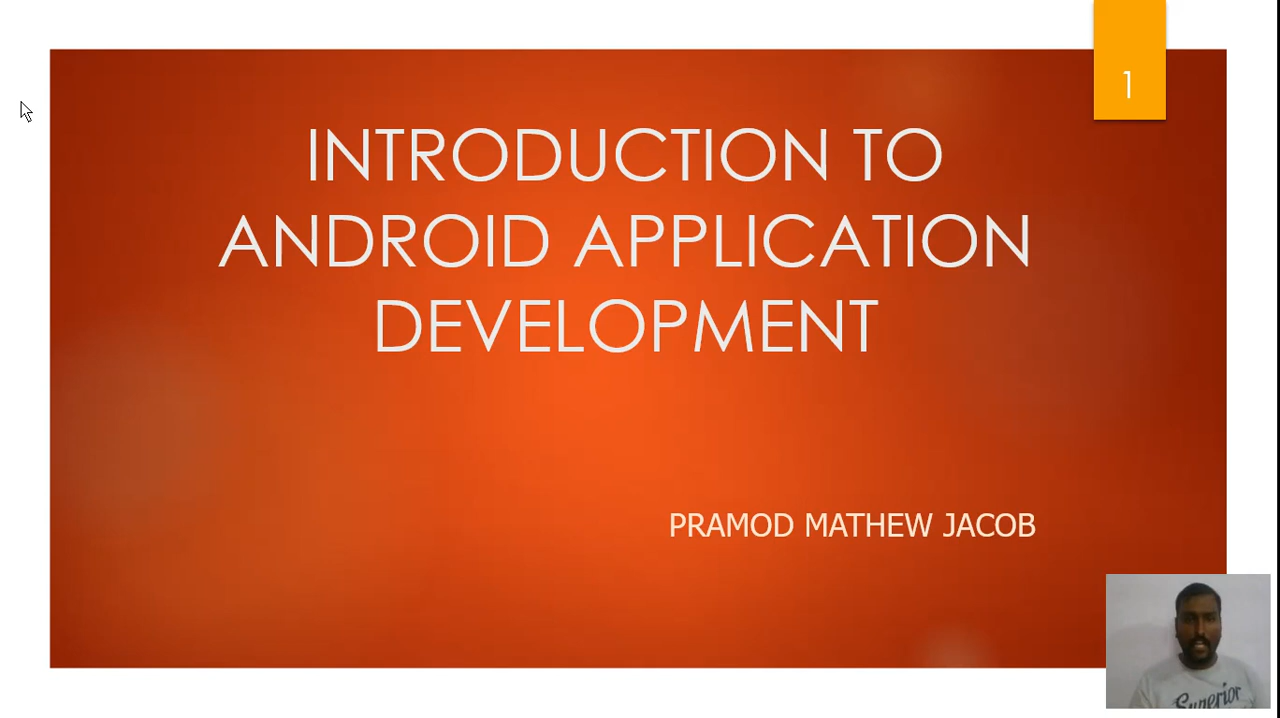 1
INTRODUCTION TO
ANDROID APPLICATION
DEVELOPMENT
PRAMOD MATHEW JACOB
Superior